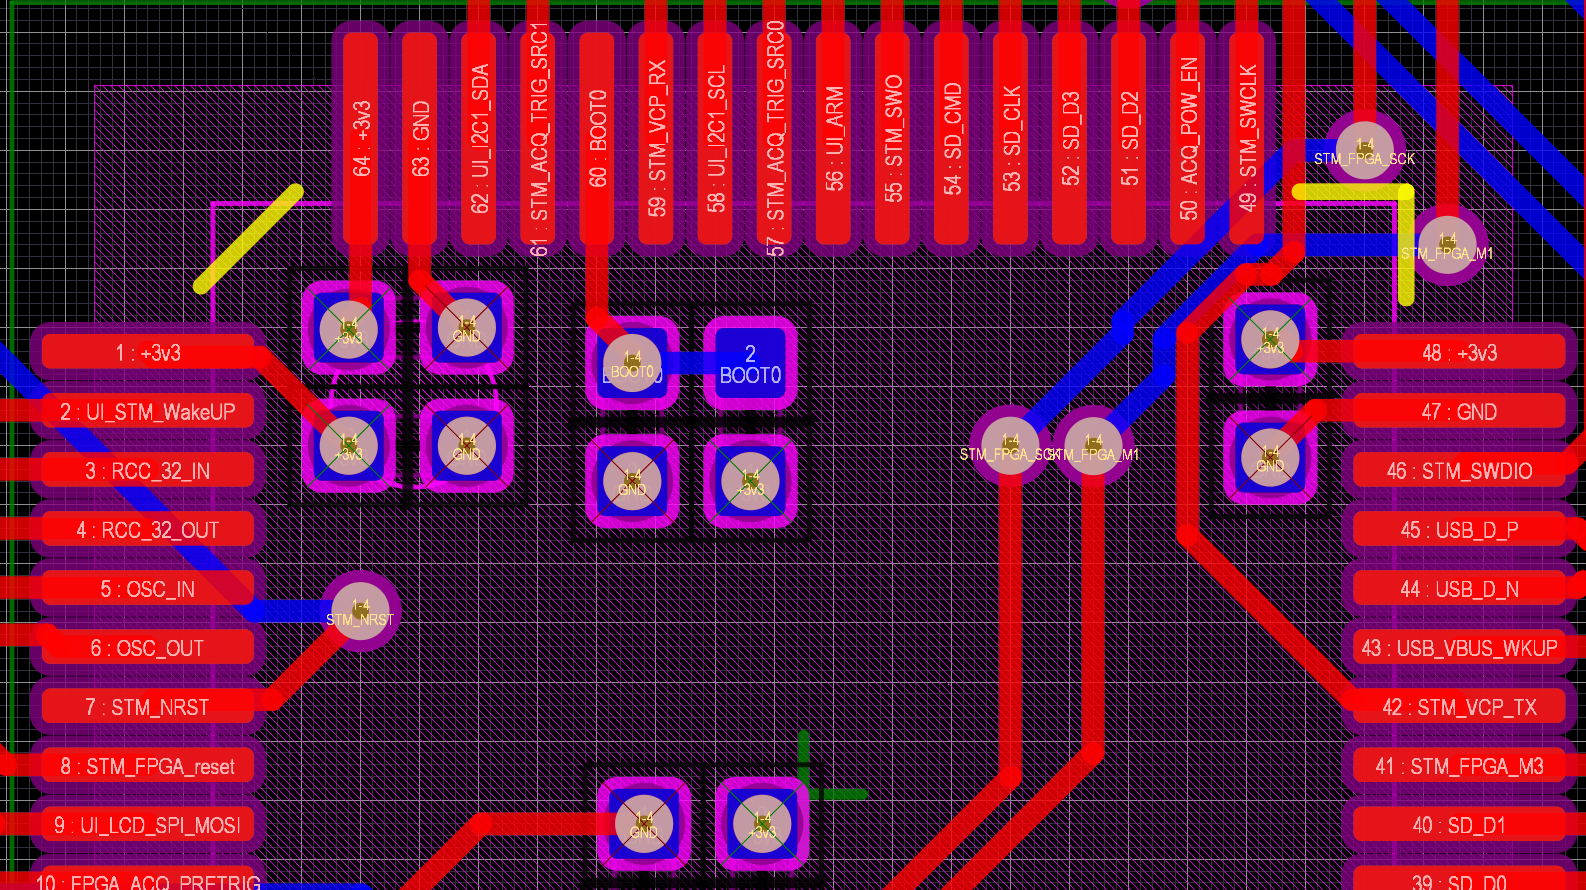 64 : +3v3
63 : GND
62 : UI_I2C1_SDA
61 : STM_ACQ_TRIG_SRC1
60 : BOOT0
59 : STM_VCP_RX
58 : UI_I2C1_SCL
57 : STM_ACQ_TRIG_SRC0
56 : UI_ARM
55 : STM_SWO
54 : SD_CMD
53 : SD_CLK
52 : SD_D3
51 : SD_D2
50 : ACQ_POW_EN
49 : STM_SWCLK
1-4
STM_FPGA_SCK
1-4
STM_FPGA_M1
1-4
+3v3
1-4
GND
1-4
BOOT0
2
BOOT0
1-4
+3v3
1 : +3v3
48 : +3v3
2 : UI_STM_WakeUP
47 : GND
1-4
+3v3
1-4
GND
1-4
STM_FPGA_SCK
1-4
STM_FPGA_M1
1-4
GND
3 : RCC_32_IN
46 : STM_SWDIO
1-4
GND
1-4
+3v3
4 : RCC_32_OUT
45 : USB_D_P
5 : OSC_IN
44 : USB_D_N
1-4
STM_NRST
6 : OSC_OUT
43 : USB_VBUS_WKUP
7 : STM_NRST
42 : STM_VCP_TX
8 : STM_FPGA_reset
41 : STM_FPGA_M3
9 : UI_LCD_SPI_MOSI
1-4
GND
1-4
+3v3
40 : SD_D1
10 : FPGA_ACQ_PRETRIG
39 : SD_D0